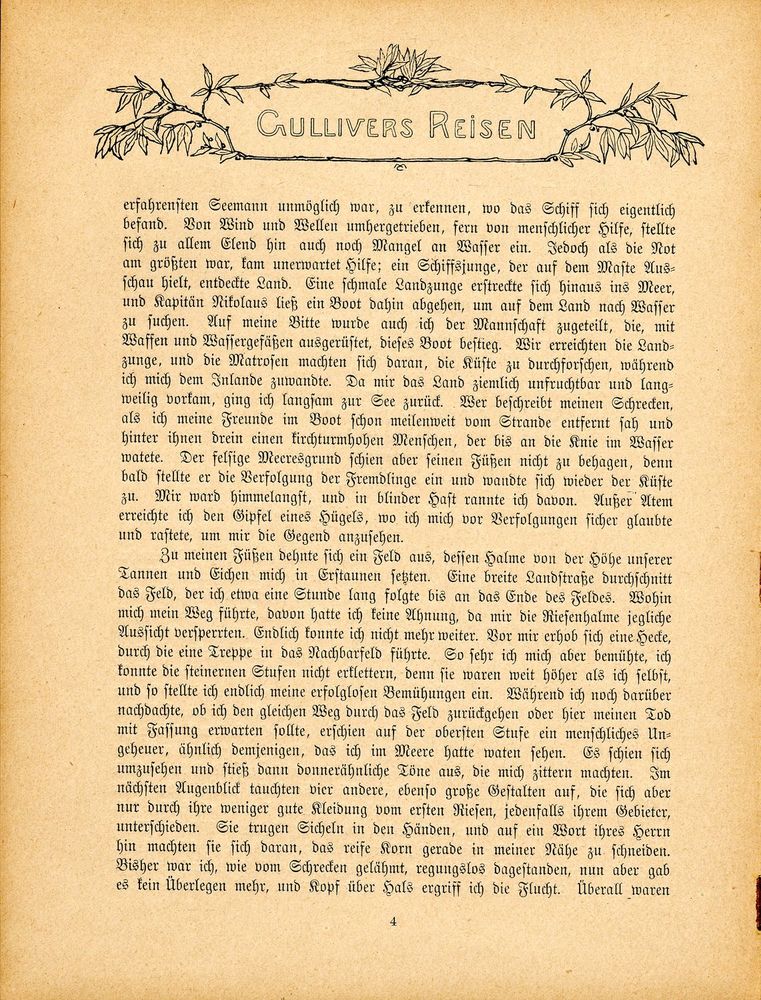 GULLIVERS REISEN
erfahrensten Seemann unmöglich war, zu erkennen, wo das Schiff sich eigentlich
befand. Von Wind und Wellen umhergetrieben, fern von menschlicher Hilfe, stellte
sich zu allem Elend hin auch noch Mangel an Wasser ein. Jedoch als die Not
am größten war, kam unerwartet Hilfe; ein Schiffsjunge, der auf dem Maste Aus-
schau hielt, entdeckte Land. Eine schmale Landzunge erstreckte sich hinaus ins Meer,
und Kapitän Nikolaus ließ ein Boot dahin abgehen, um auf dem Land nach Wasser
zu suchen. Auf meine Bitte wurde auch ich der Mannschaft zugeteilt, die, mit
Waffen und Wassergefäßen ausgerüstet, dieses Boot bestieg. Wir erreichten die Land-
zunge, und die Matrosen machten sich daran, die Küste zu durchforschen, während
ich mich dem Inlande zuwandte. Da mir das Land ziemlich unfruchtbar und lang-
weilig vorkam, ging ich langsam zur See zurück. Wer beschreibt meinen Schrecken,
als ich meine Freunde im Boot schon meilenweit vom Strande entfernt sah und
hinter ihnen drein einen kirchturmhohen Menschen, der bis an die Knie im Wasser
watete. Der felsige Meeresgrund schien aber seinen Füßen nicht zu behagen, denn
bald stellte er die Verfolgung der Fremdlinge ein und wandte sich wieder der Küste
zu. Mir ward himmelangst, und in blinder Hast rannte ich davon. Außer Atem
erreichte ich den Gipfel eines Hügels, wo ich mich vor Verfolgungen sicher glaubte
und rastete, um mir die Gegend anzusehen.
Zu meinen Füßen dehnte sich ein Feld aus, dessen Halme von der Höhe unserer
Tannen und Eichen mich in Erstaunen setzten. Eine breite Landstraße durchschnitt
das Feld, der ich etwa eine Stunde lang folgte bis an das Ende des Feldes. Wohin
mich mein Weg führte, davon hatte ich keine Ahnung, da mir die Riesenhalme jegliche
Aussicht versperrten. Endlich konnte ich nicht mehr weiter. Vor mir erhob sich eine Hecke,
durch die eine Treppe in das Nachbarfeld führte. So sehr ich mich aber bemühte, ich
konnte die steinernen Stufen nicht erklettern, denn sie waren weit höher als ich selbst,
und so stellte ich endlich meine erfolglosen Bemühungen ein. Während ich noch darüber
nachdachte, ob ich den gleichen Weg durch das Feld zurückgehen oder hier meinen Tod
mit Fassung erwarten sollte, erschien auf der obersten Stufe ein menschliches Un-
geheuer, ähnlich demjenigen, das ich im Meere hatte waten sehen. Es schien sich
umzusehen und stieß dann donnerähnliche Töne aus, die mich zittern machten. Im
nächsten Augenblick tauchten vier andere, ebenso große Gestalten auf, die sich aber
nur durch ihre weniger gute Kleidung vom ersten Riesen, jedenfalls ihrem Gebieter,
unterschieden. Sie trugen Sicheln in den Händen, und auf ein Wort ihres Herrn
hin machten sie sich daran, das reife Korn gerade in meiner Nähe zu schneiden.
Bisher war ich, wie vom Schrecken gelähmt, regungslos dagestanden, nun aber gab
es kein Überlegen mehr, und Kopf über Hals ergriff ich die Flucht. Überall waren
4